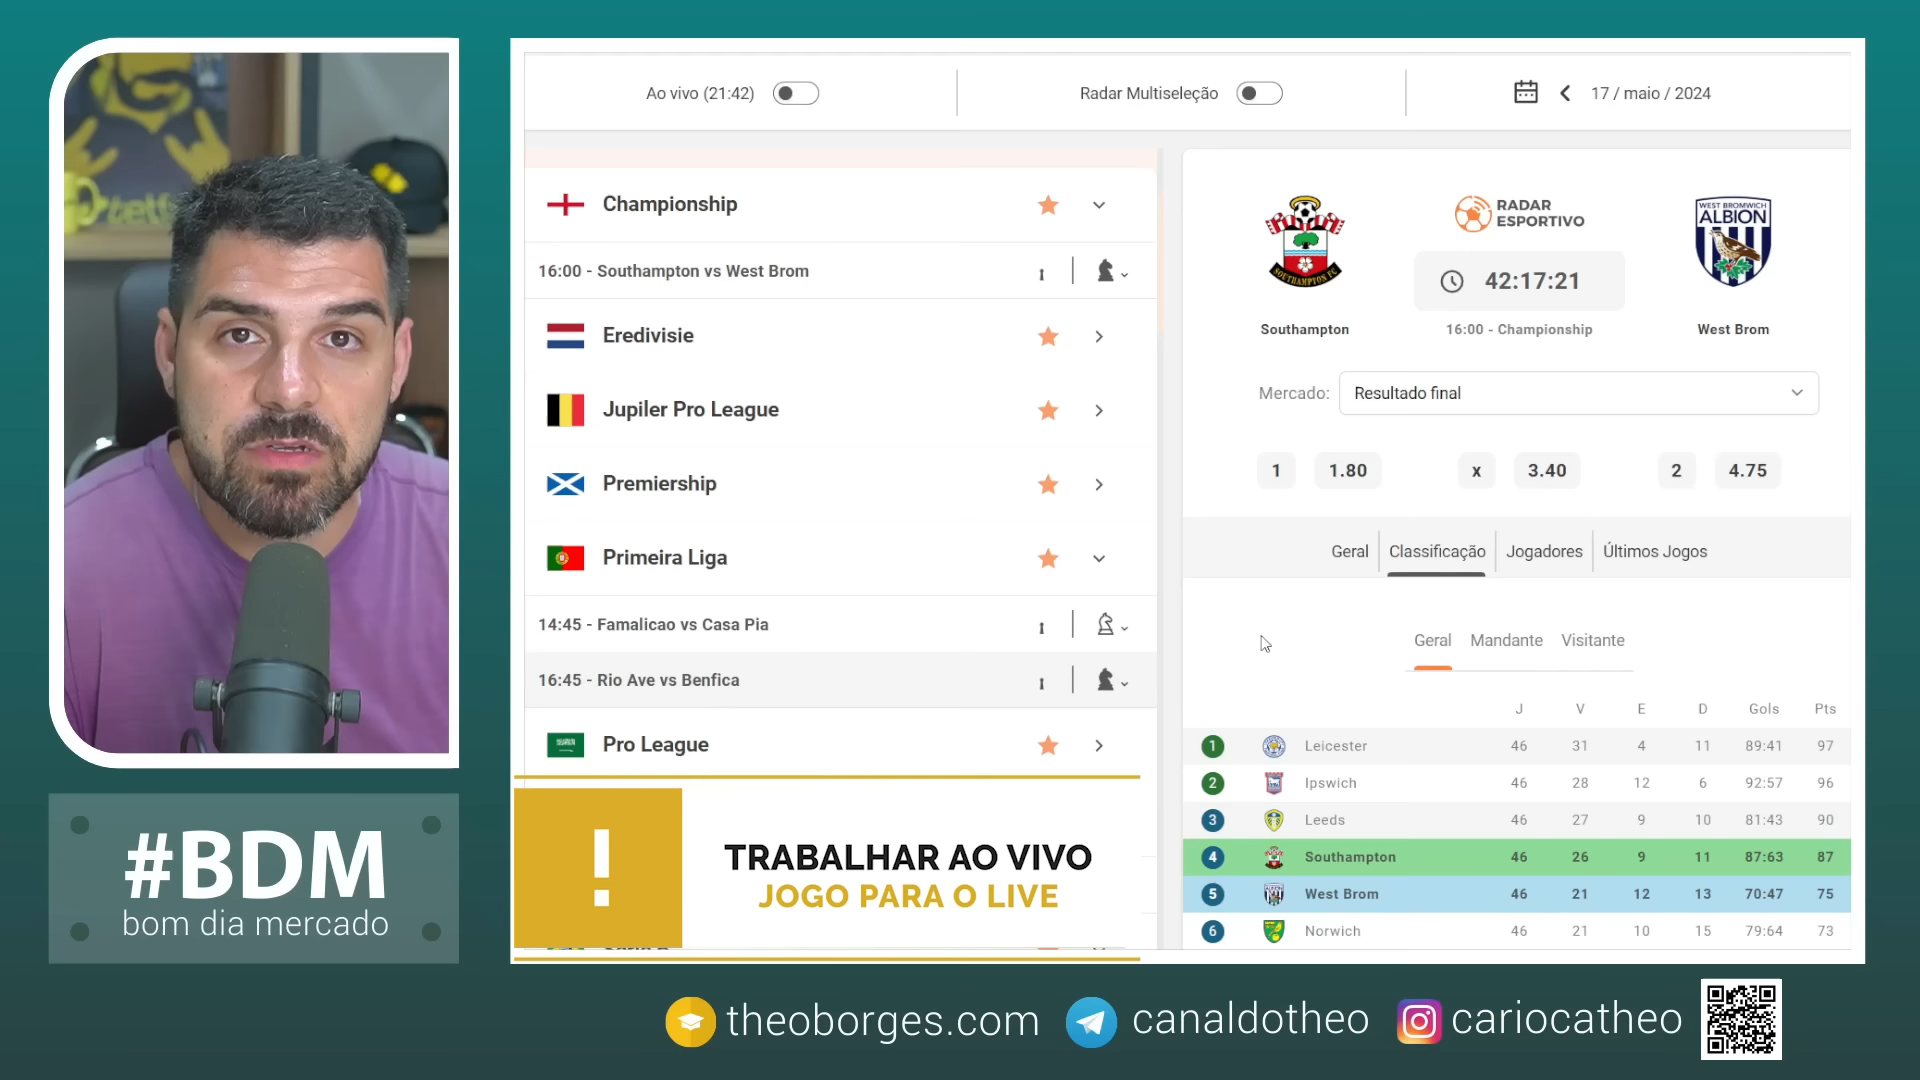 Ao vivo (21:42)
Radar Multiseleção
17 / maio / 2024
Championship
16:00 - Southampton vs West Brom
Eredivisie
Jupiler Pro League
Premiership
Primeira Liga
14:45 - Famalicao vs Casa Pia
16:45 - Rio Ave vs Benfica
Pro League
!
TRABALHAR AO VIVO
JOGO PARA O LIVE
RADAR
ESPORTIVO
WEST BROMWICH
ALBION
SOUTHAMPTON FC
42:17:21
Southampton
16:00 - Championship
West Brom
Mercado: Resultado final
1 1.80 x 3.40 2 4.75
Geral Classificação Jogadores Últimos Jogos
Geral Mandante Visitante
J V E D Gols Pts
1 Leicester 46 31 4 11 89:41 97
2 Ipswich 46 28 12 6 92:57 96
3 Leeds 46 27 9 10 81:43 90
4 Southampton 46 26 9 11 87:63 87
5 West Brom 46 21 12 13 70:47 75
6 Norwich 46 21 10 15 79:64 73
#BDM
bom dia mercado
theoborges.com
canaldotheo
cariocatheo